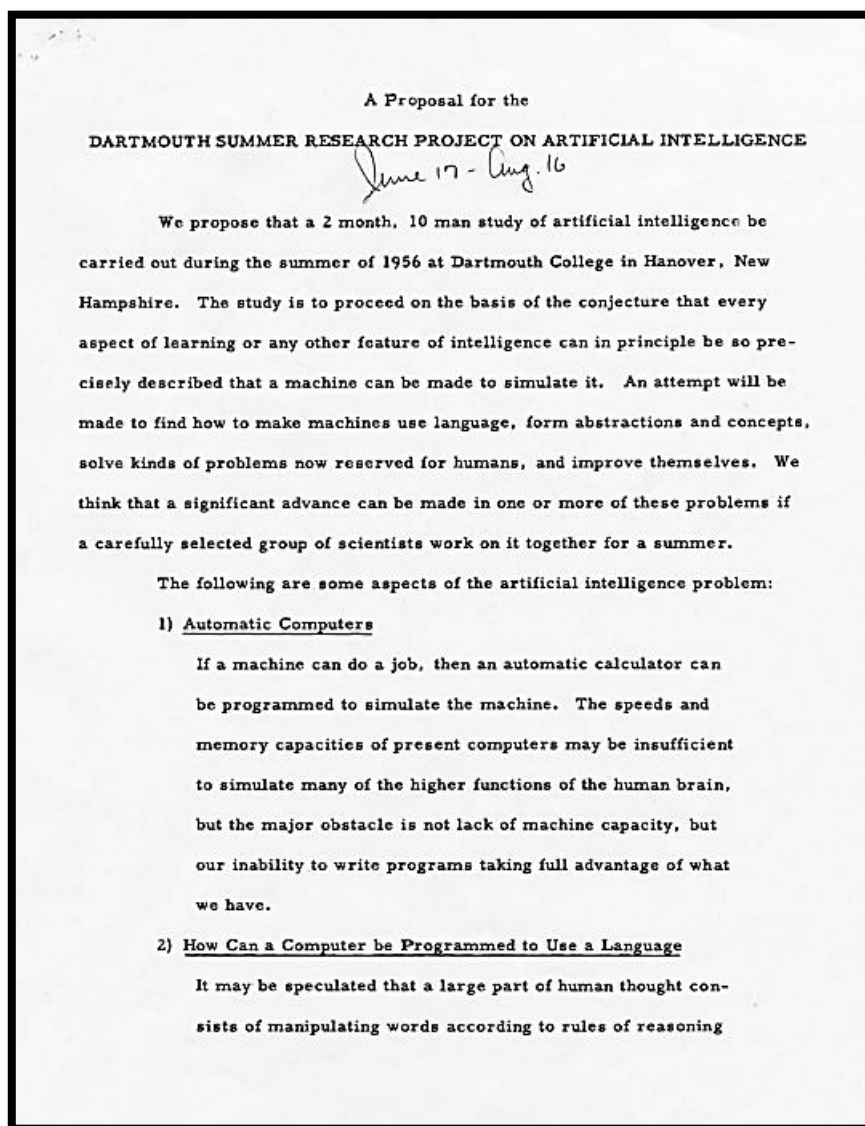 A Proposal for the
DARTMOUTH SUMMER RESEARCH PROJECT ON ARTIFICIAL INTELLIGENCE
June 17 - Aug. 16
We propose that a 2 month, 10 man study of artificial intelligence be
carried out during the summer of 1956 at Dartmouth College in Hanover, New
Hampshire. The study is to proceed on the basis of the conjecture that every
aspect of learning or any other feature of intelligence can in principle be so pre-
cisely described that a machine can be made to simulate it. An attempt will be
made to find how to make machines use language, form abstractions and concepts,
solve kinds of problems now reserved for humans, and improve themselves. We
think that a significant advance can be made in one or more of these problems if
a carefully selected group of scientists work on it together for a summer.
The following are some aspects of the artificial intelligence problem:
1) Automatic Computers
If a machine can do a job, then an automatic calculator can
be programmed to simulate the machine. The speeds and
memory capacities of present computers may be insufficient
to simulate many of the higher functions of the human brain,
but the major obstacle is not lack of machine capacity, but
our inability to write programs taking full advantage of what
we have.
2) How Can a Computer be Programmed to Use a Language
It may be speculated that a large part of human thought con-
sists of manipulating words according to rules of reasoning